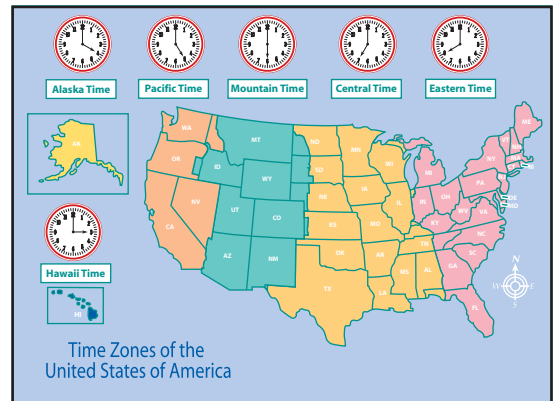 Alaska Time
Pacific Time
Mountain Time
Central Time
Eastern Time
AK
WA
OR
CA
NV
ID
MT
WY
UT
CO
AZ
NM
ND
SD
NE
KS
OK
TX
MN
IA
MO
AR
LA
WI
IL
MS
AL
TN
MI
IN
OH
KY
WV
VA
NC
SC
GA
FL
PA
NY
ME
DE
MD
Hawaii Time
HI
N
W
E
S
Time Zones of the
United States of America